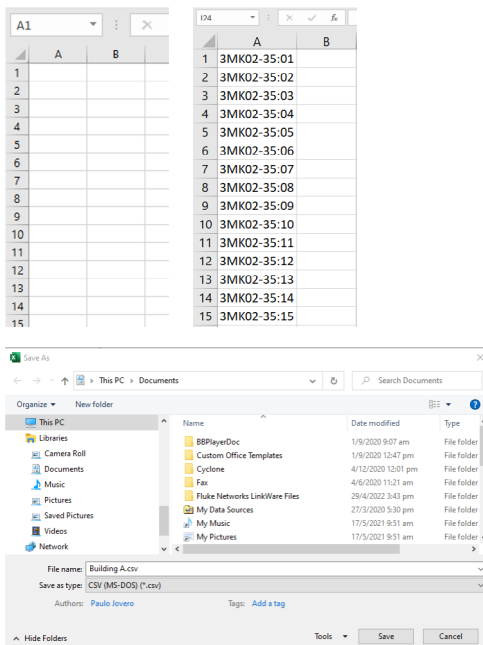 A1
A B
1
2
3
4
5
6
7
8
9
10
11
12
13
14
15
I24 fx
A B
1 3MK02-35:01
2 3MK02-35:02
3 3MK02-35:03
4 3MK02-35:04
5 3MK02-35:05
6 3MK02-35:06
7 3MK02-35:07
8 3MK02-35:08
9 3MK02-35:09
10 3MK02-35:10
11 3MK02-35:11
12 3MK02-35:12
13 3MK02-35:13
14 3MK02-35:14
15 3MK02-35:15
Save As
This PC > Documents Search Documents
Organize New folder
This PC
Libraries
Camera Roll
Documents
Music
Pictures
Saved Pictures
Videos
Network
Name Date modified Type
BBPlayerDoc 1/9/2020 9:07 am File folder
Custom Office Templates 1/9/2020 12:47 pm File folder
Cyclone 4/12/2020 12:01 pm File folder
Fax 4/6/2020 11:21 am File folder
Fluke Networks LinkWare Files 29/4/2022 3:43 pm File folder
My Data Sources 27/3/2020 5:30 pm File folder
My Music 17/5/2021 9:51 am File folder
My Pictures 17/5/2021 9:51 am File folder
File name: Building A.csv
Save as type: CSV (MS-DOS) (*.csv)
Authors: Paulo Jovero Tags: Add a tag
Hide Folders Tools Save Cancel